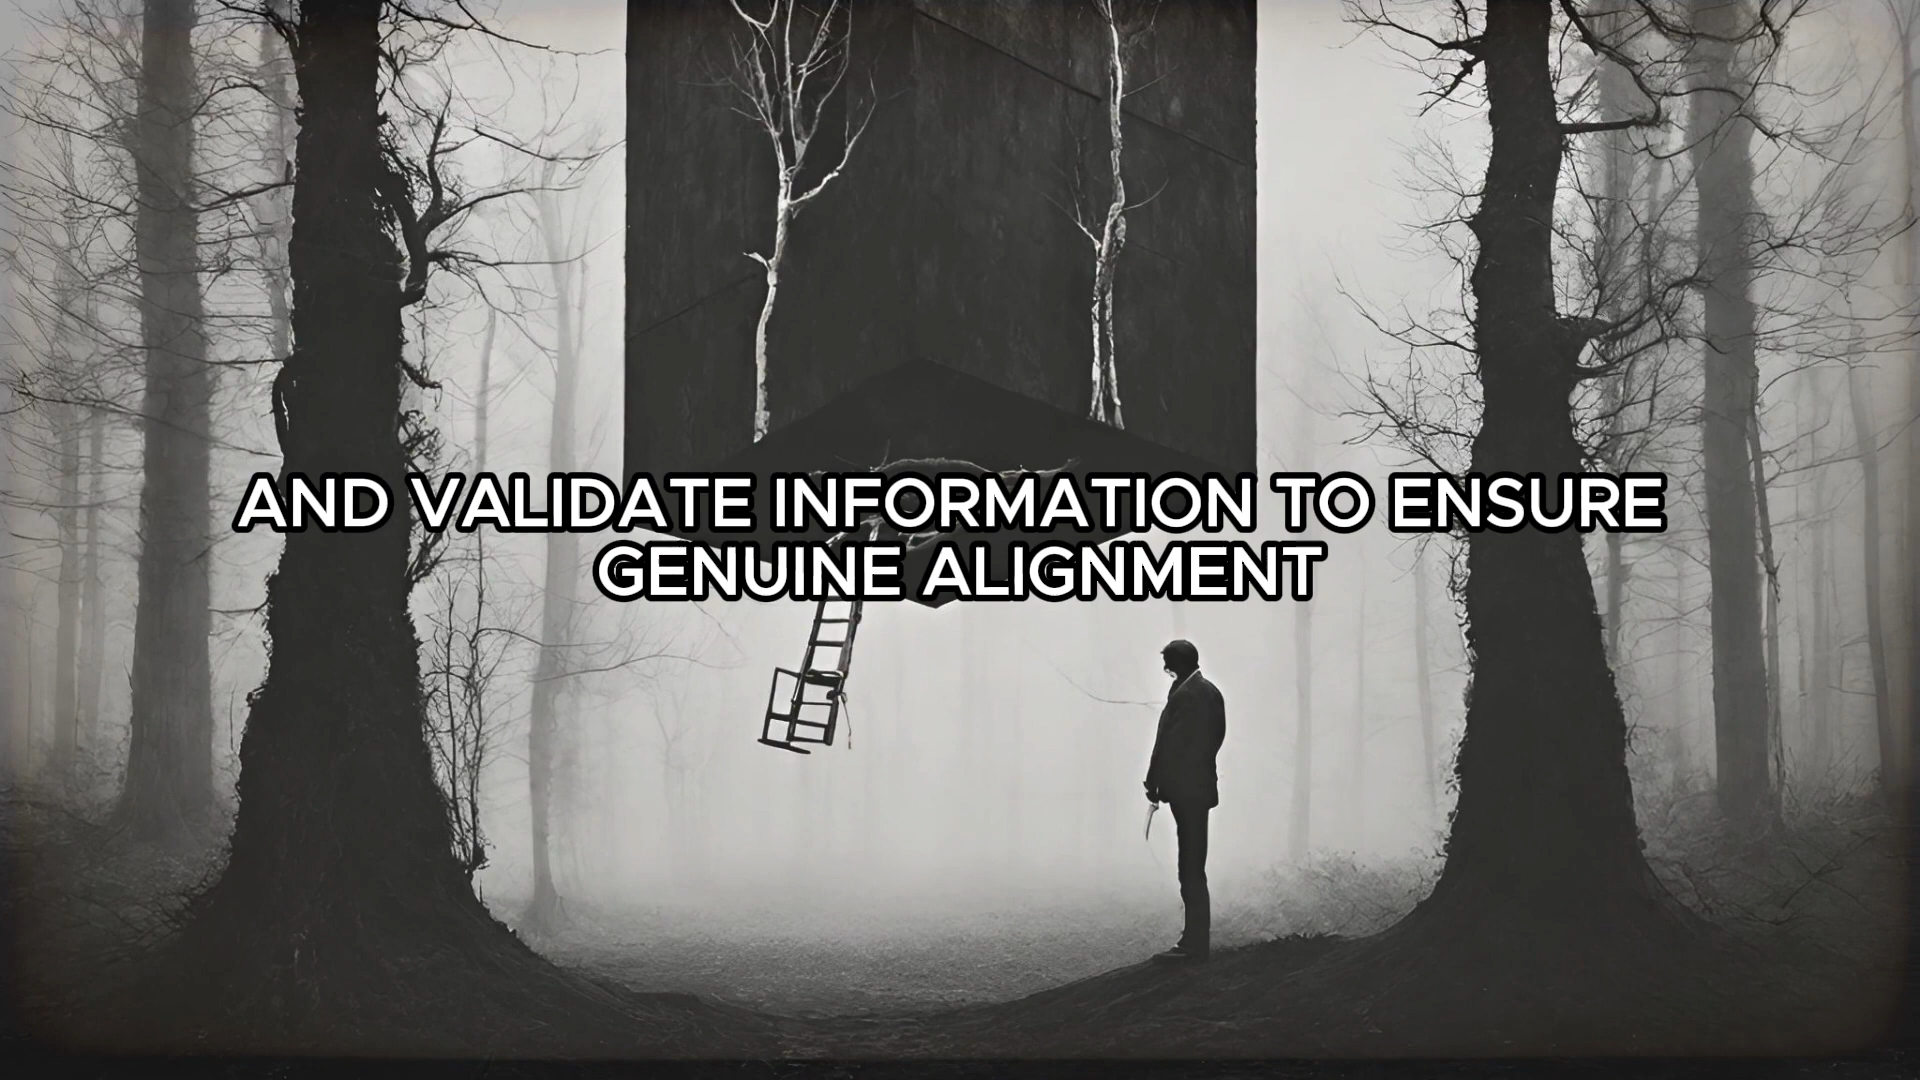 AND VALIDATE INFORMATION TO ENSURE
GENUINE ALIGNMENT